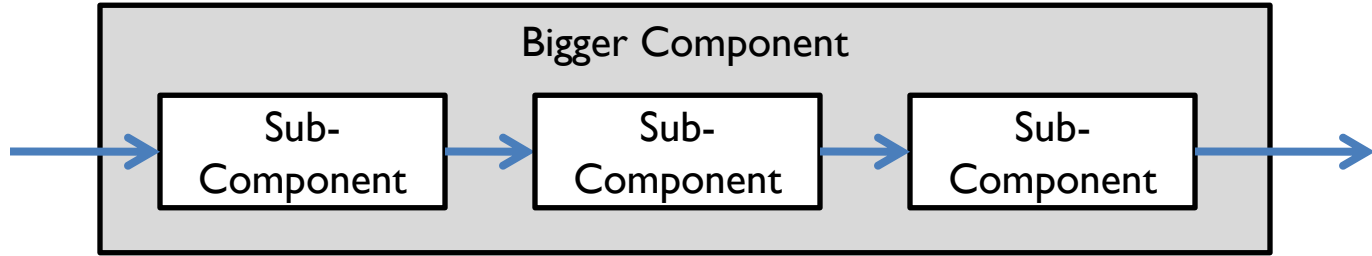 Bigger Component
Sub-
Component
Sub-
Component
Sub-
Component